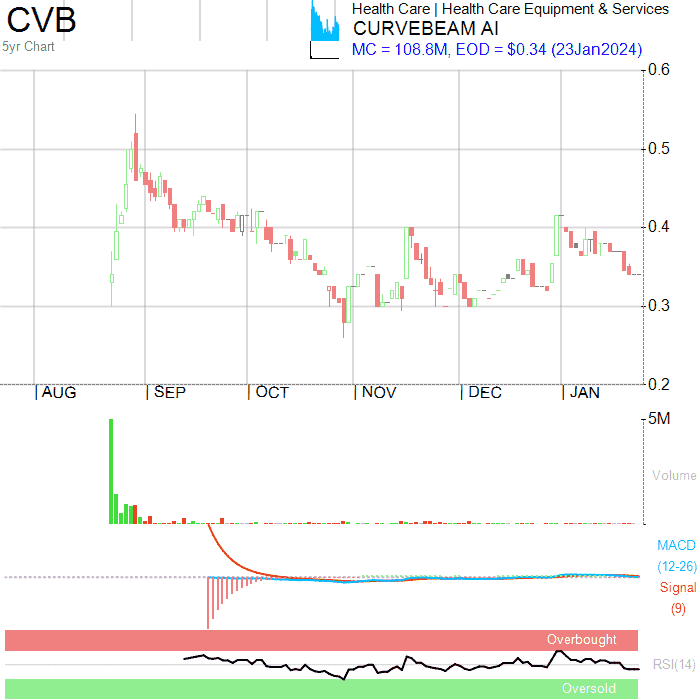 CVB
Health Care | Health Care Equipment & Services
CURVEBEAM AI
5yr Chart
MC = 108.8M, EOD = $0.34 (23Jan2024)
0.6
0.5
0.4
0.3
0.2
AUG
SEP
OCT
NOV
DEC
JAN
5M
Volume
MACD
(12-26)
Signal
(9)
Overbought
RSI(14)
Oversold